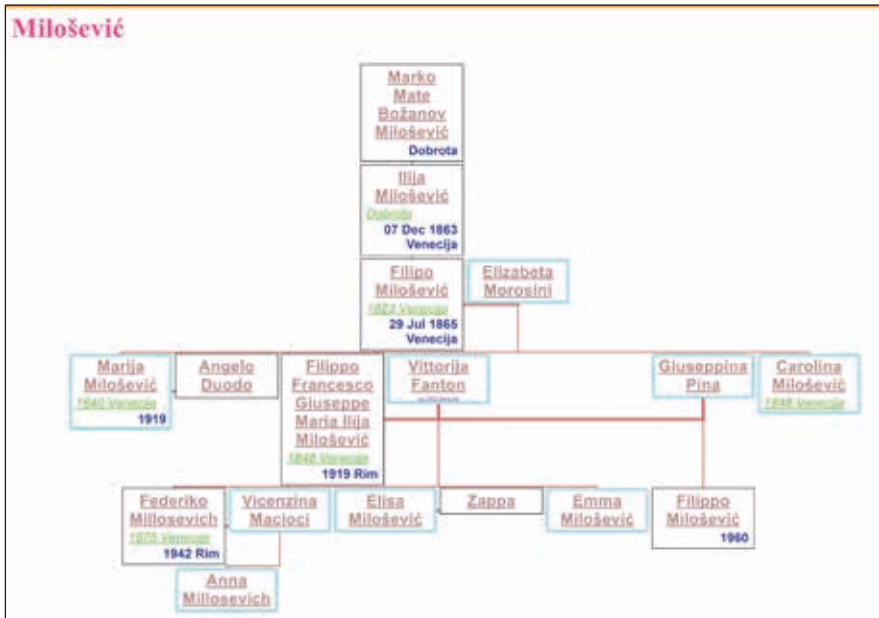 Milošević
Marko
Mate
Božanov
Milošević
Dobrota
Ilija
Milošević
Dobrota
07 Dec 1863
Venecija
Filipo
Milošević
1823 Venecija
29 Jul 1865
Venecija
Elizabeta
Morosini
Marija
Milošević
1840 Venecija
1919
Angelo
Duodo
Filippo
Francesco
Giuseppe
Maria Ilija
Milošević
1848 Venecija
1919 Rim
Vittorija
Fanton
Giuseppina
Pina
Carolina
Milošević
Venecija
Federiko
Millosevich
1875 Venecija
1942 Rim
Vicenzina
Macioci
Elisa
Milošević
Zappa
Emma
Milošević
Filippo
Milošević
1960
Anna
Millosevich